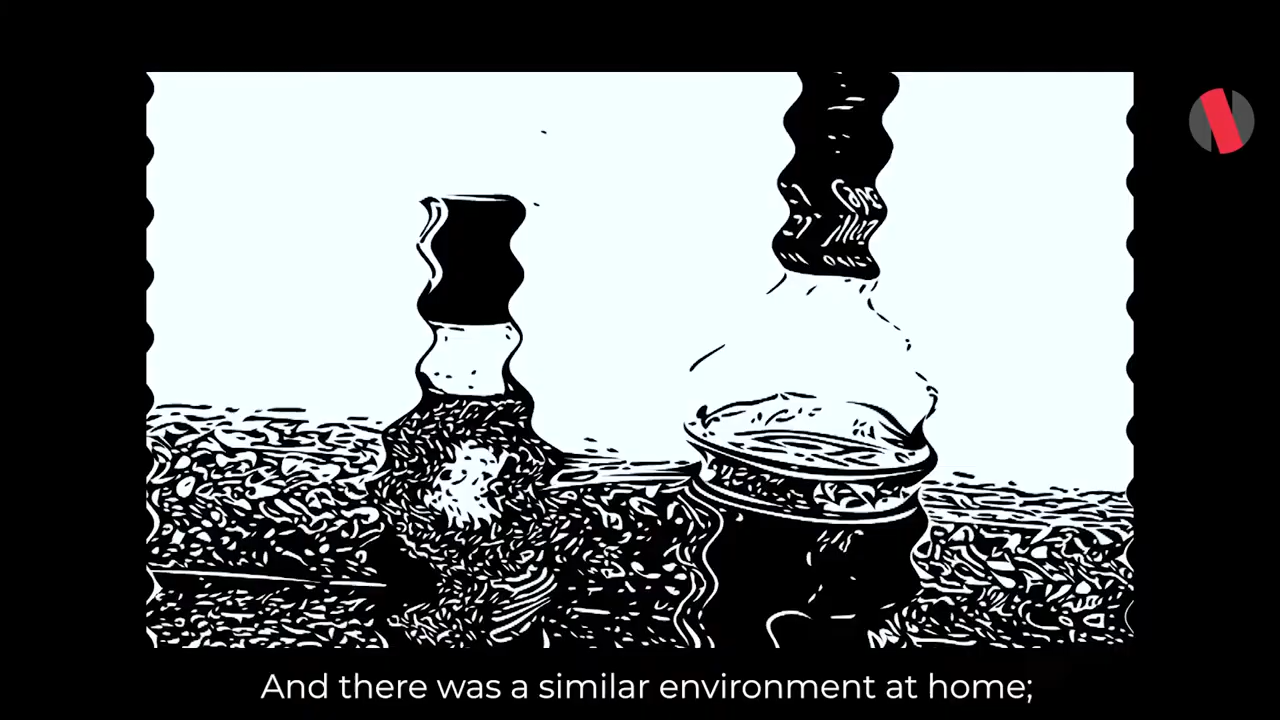 And there was a similar environment at home;